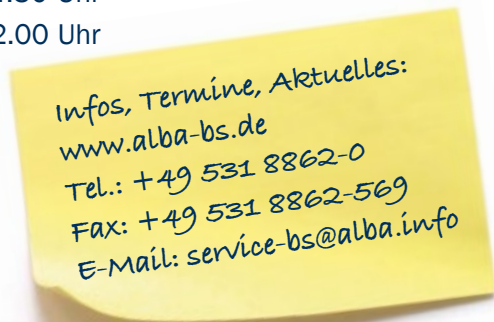 .30 Uhr
2.00 Uhr
Infos, Termine, Aktuelles:
www.alba-bs.de
Tel.: +49 531 8862-0
Fax: +49 531 8862-569
E-Mail: service-bs@alba.info